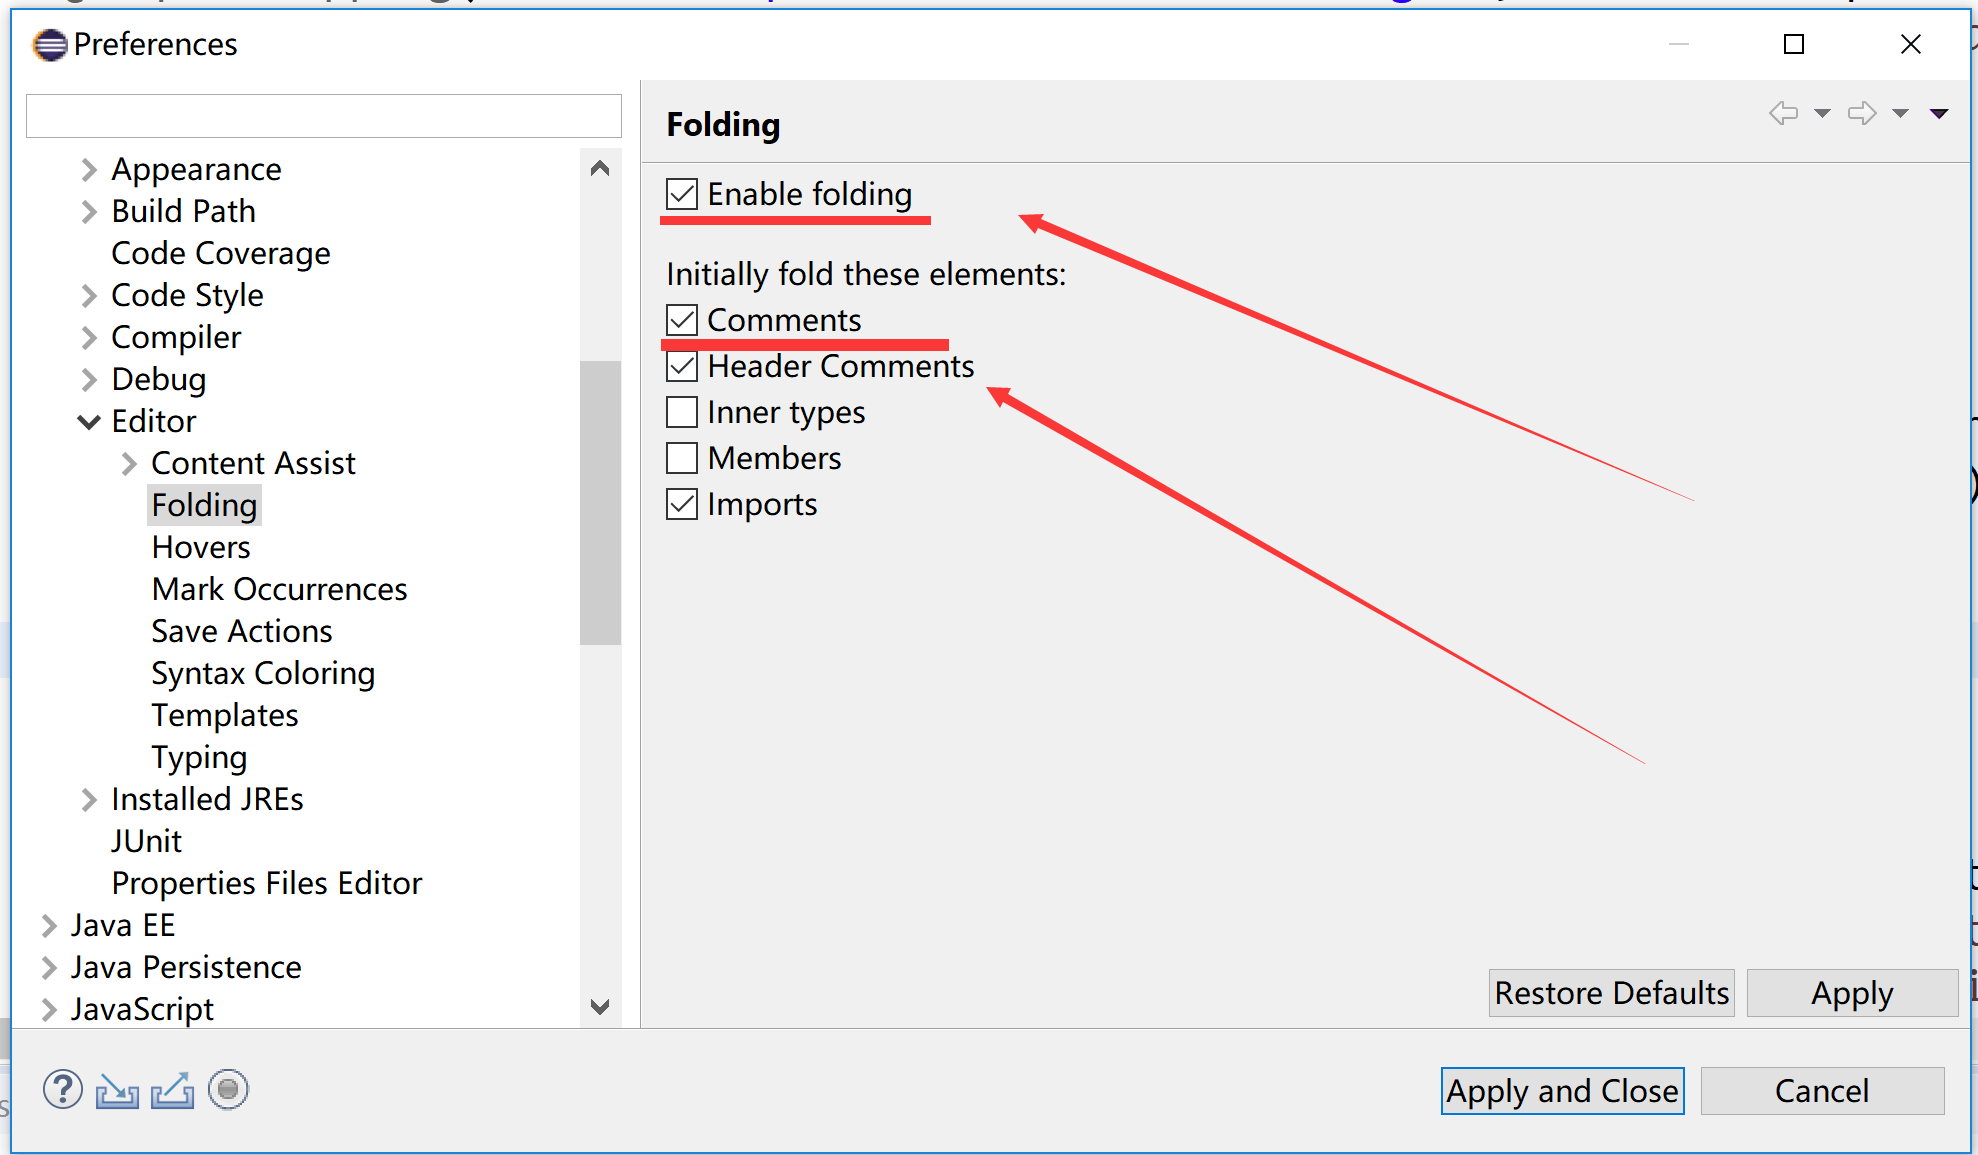 Preferences
Appearance
Build Path
Code Coverage
Code Style
Compiler
Debug
Editor
Content Assist
Folding
Hovers
Mark Occurrences
Save Actions
Syntax Coloring
Templates
Typing
Installed JREs
JUnit
Properties Files Editor
Java EE
Java Persistence
JavaScript
Folding
Enable folding
Initially fold these elements:
Comments
Header Comments
Inner types
Members
Imports
Restore Defaults
Apply
Apply and Close
Cancel